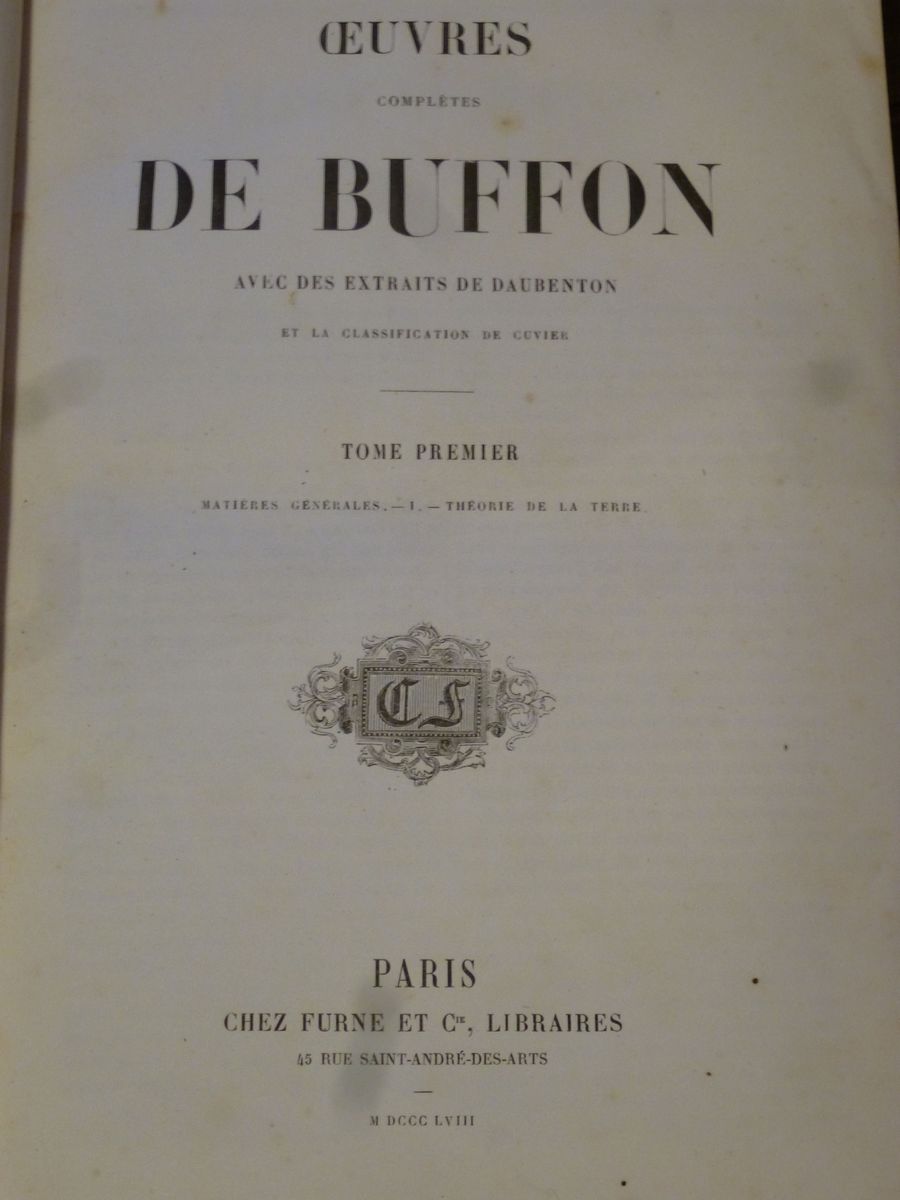 ŒUVRES
COMPLÈTES
DE BUFFON
AVEC DES EXTRAITS DE DAUBENTON
ET LA CLASSIFICATION DE CUVIER
TOME PREMIER
MATIÈRES GÉNÉRALES. — I. — THÉORIE DE LA TERRE
CF
PARIS
CHEZ FURNE ET Cie, LIBRAIRES
45 RUE SAINT-ANDRÉ-DES-ARTS
M DCCC LVIII